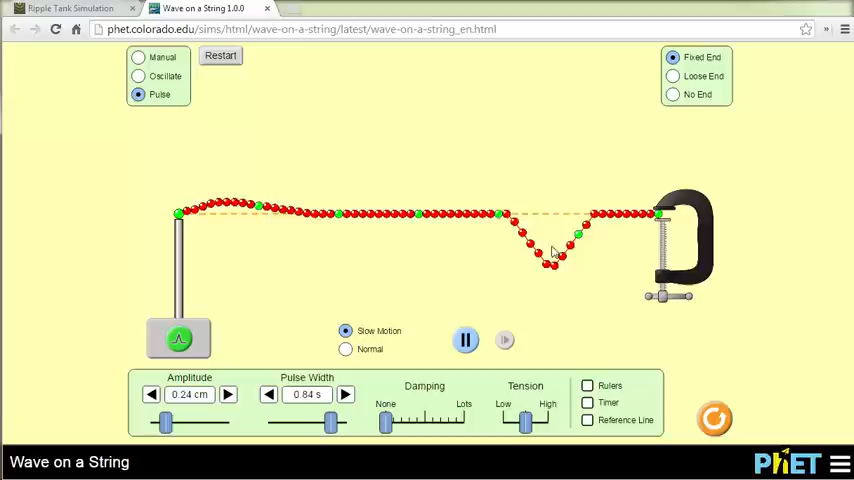 Ripple Tank Simulation
Wave on a String 1.0.0
phet.colorado.edu/sims/html/wave-on-a-string/latest/wave-on-a-string_en.html
Manual
Oscillate
Pulse
Restart
Fixed End
Loose End
No End
Slow Motion
Normal
Amplitude
0.24 cm
Pulse Width
0.84 s
Damping
None
Lots
Tension
Low
High
Rulers
Timer
Reference Line
Wave on a String
PhET